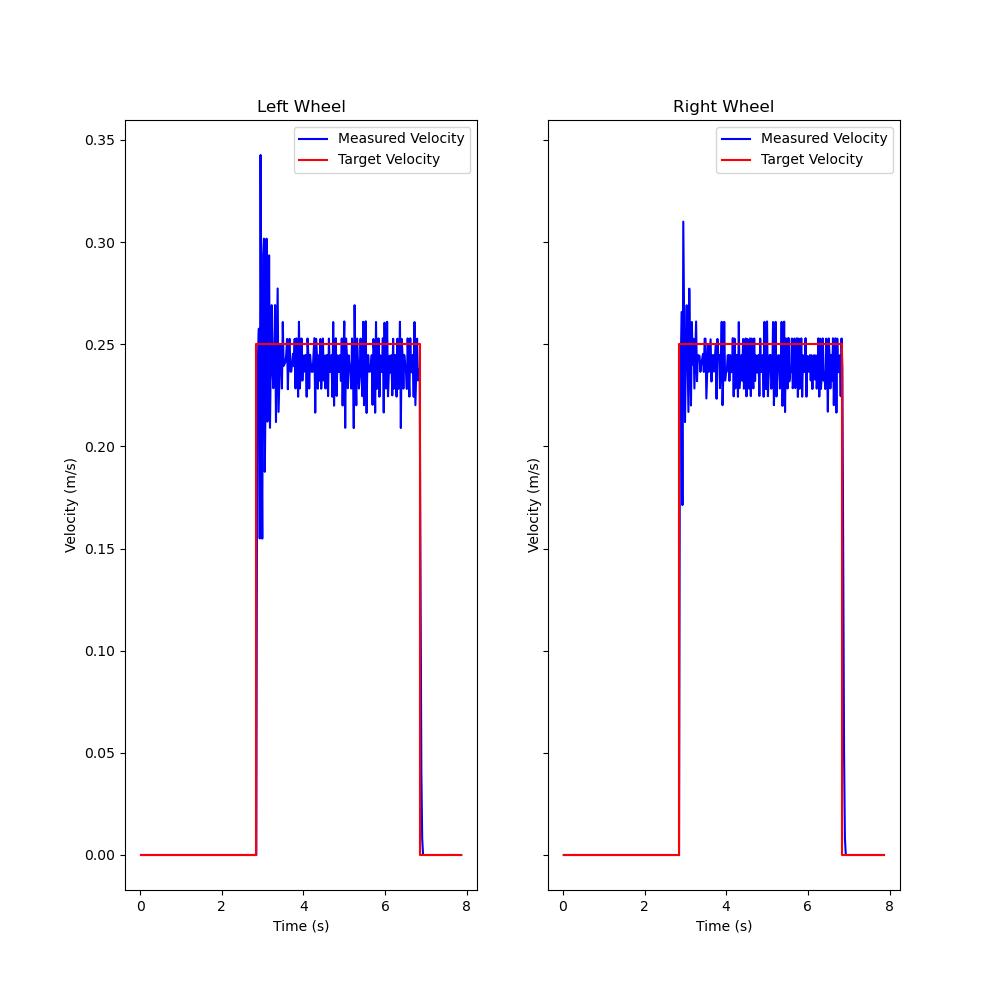 Left Wheel
Measured Velocity
Target Velocity
Velocity (m/s)
0.35
0.30
0.25
0.20
0.15
0.10
0.05
0.00
0 2 4 6 8
Time (s)
Right Wheel
Measured Velocity
Target Velocity
Velocity (m/s)
0 2 4 6 8
Time (s)